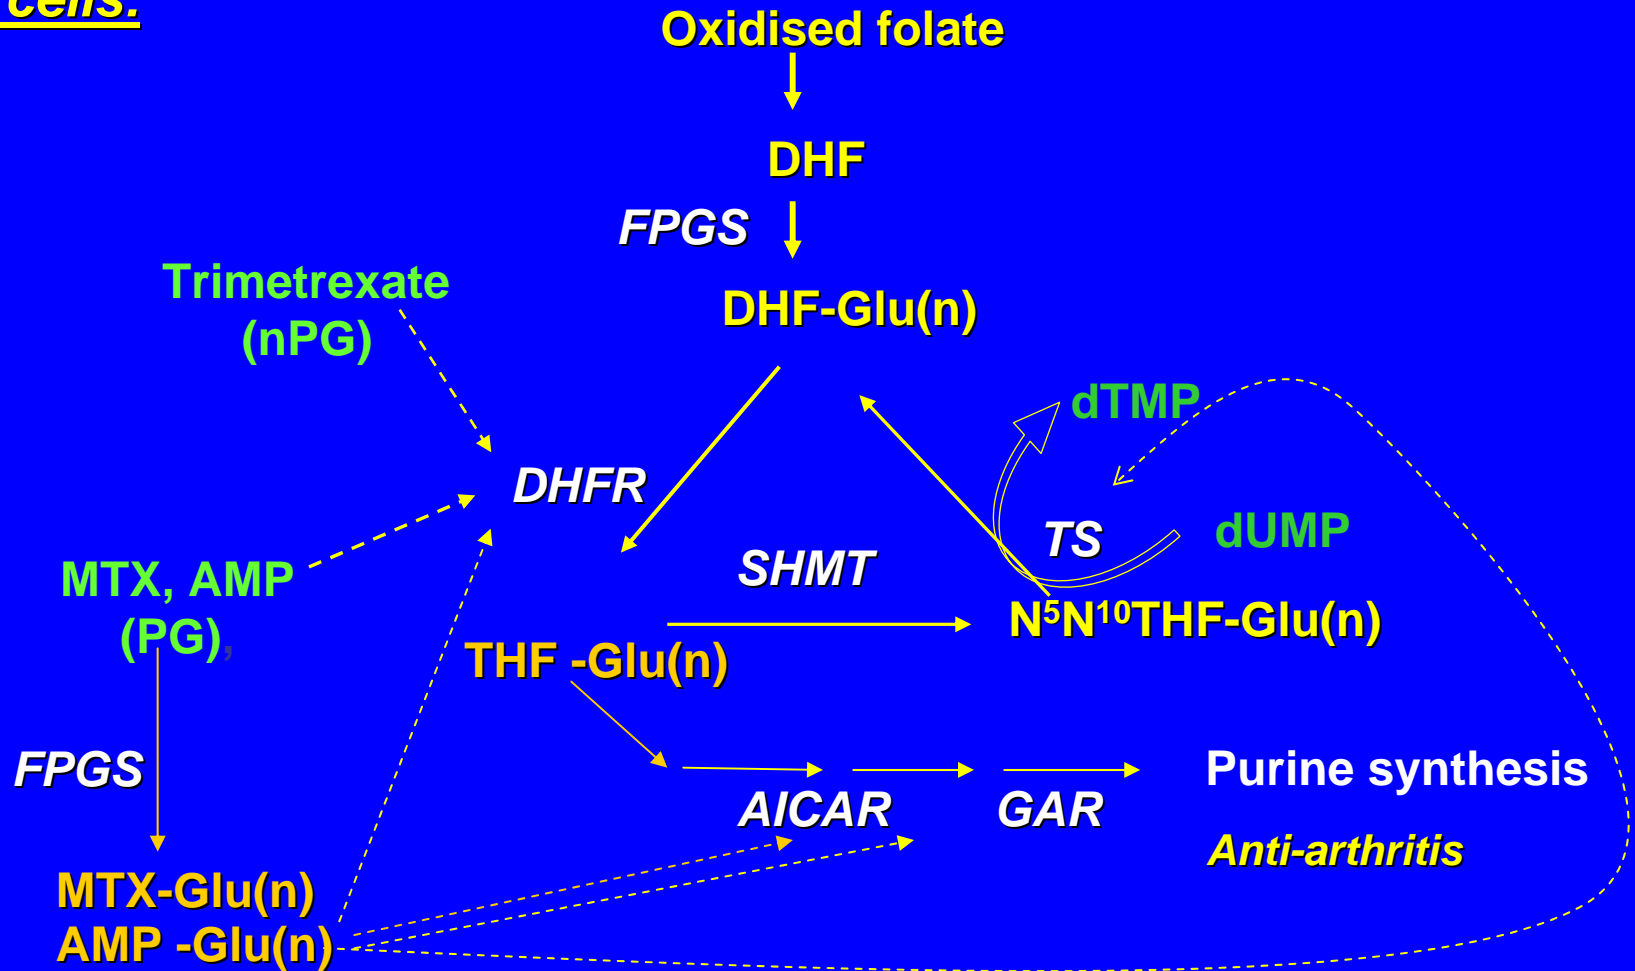 cells:
Oxidised folate
DHF
FPGS
Trimetrexate
(nPG)
DHF-Glu(n)
dTMP
DHFR
TS
dUMP
SHMT
MTX, AMP
(PG),
N⁵N¹⁰THF-Glu(n)
THF -Glu(n)
FPGS
AICAR
GAR
Purine synthesis
Anti-arthritis
MTX-Glu(n)
AMP -Glu(n)